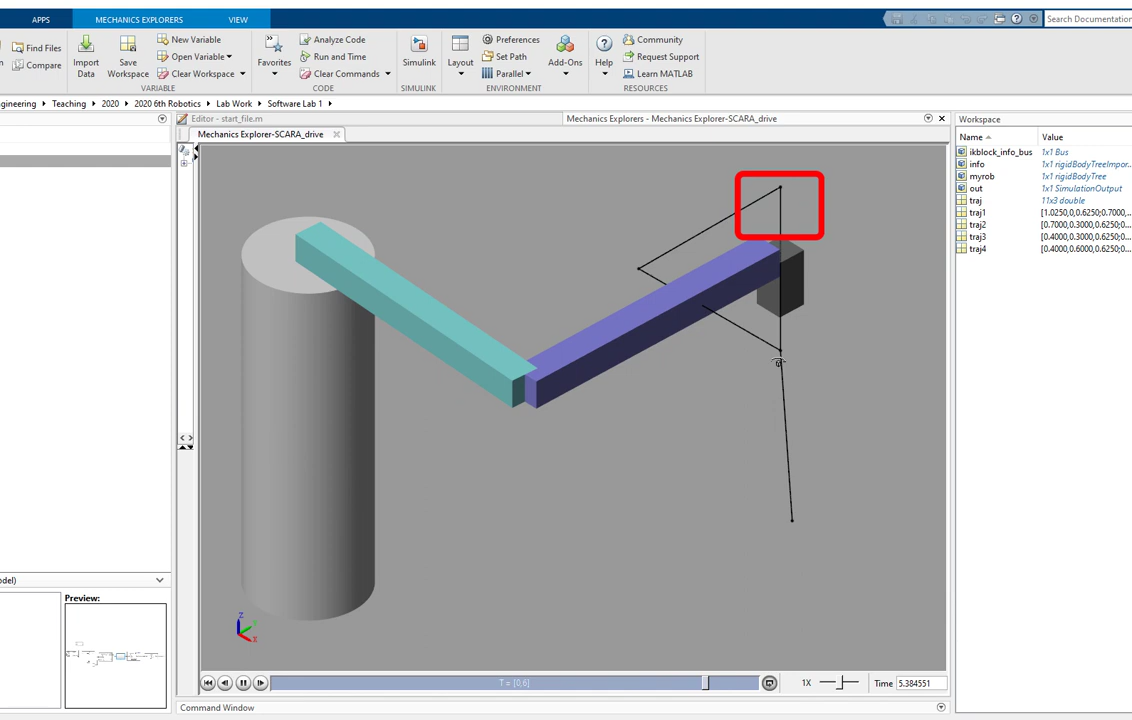 APPS MECHANICS EXPLORERS VIEW Search Documentation
Find Files
Compare
Import Data
Save Workspace
New Variable
Open Variable
Clear Workspace
VARIABLE
Favorites
Analyze Code
Run and Time
Clear Commands
CODE
Simulink
SIMULINK
Layout
Preferences
Set Path
Parallel
Add-Ons
ENVIRONMENT
Help
Community
Request Support
Learn MATLAB
RESOURCES
Teaching 2020 2020 6th Robotics Lab Work Software Lab 1
Editor - start_file.m
Mechanics Explorers - Mechanics Explorer-SCARA_drive
Mechanics Explorer-SCARA_drive
Workspace
Name Value
ikblock_info_bus 1x1 Bus
info 1x1 rigidBodyTreeImpor...
myrob 1x1 rigidBodyTree
out 1x1 SimulationOutput
traj 11x3 double
traj1 [1.0250,0,0.6250;0.7000,...
traj2 [0.7000,0.3000,0.6250;0...
traj3 [0.4000,0.3000,0.6250;0...
traj4 [0.4000,0.6000,0.6250;0...
Preview:
Z
Y
X
T = [0,6]
1X
Time 5.384551
Command Window